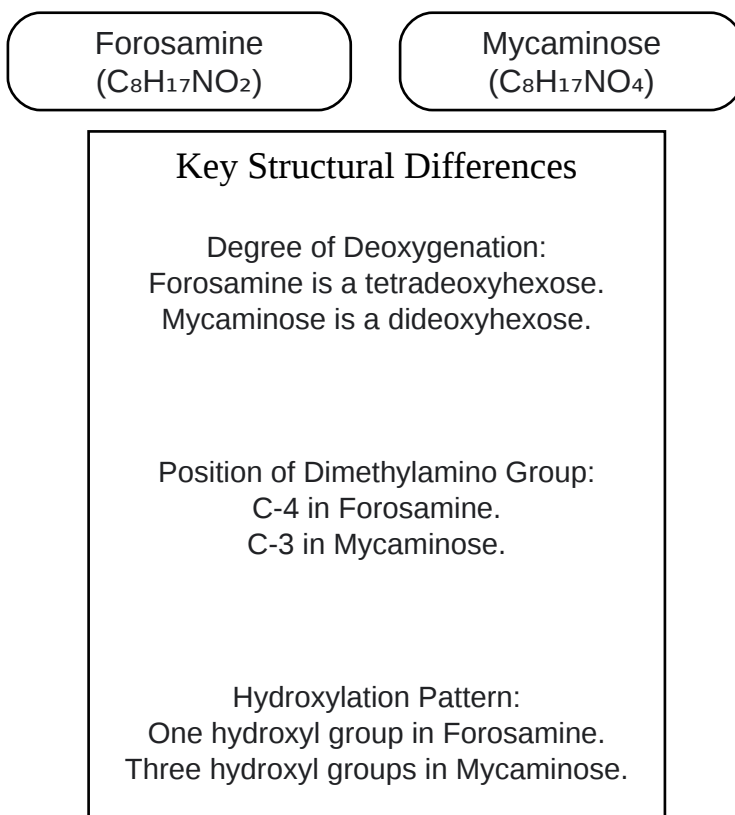 Forosamine
(C₈H₁₇NO₂)
Mycaminose
(C₈H₁₇NO₄)
Key Structural Differences
Degree of Deoxygenation:
Forosamine is a tetradeoxyhexose.
Mycaminose is a dideoxyhexose.
Position of Dimethylamino Group:
C-4 in Forosamine.
C-3 in Mycaminose.
Hydroxylation Pattern:
One hydroxyl group in Forosamine.
Three hydroxyl groups in Mycaminose.